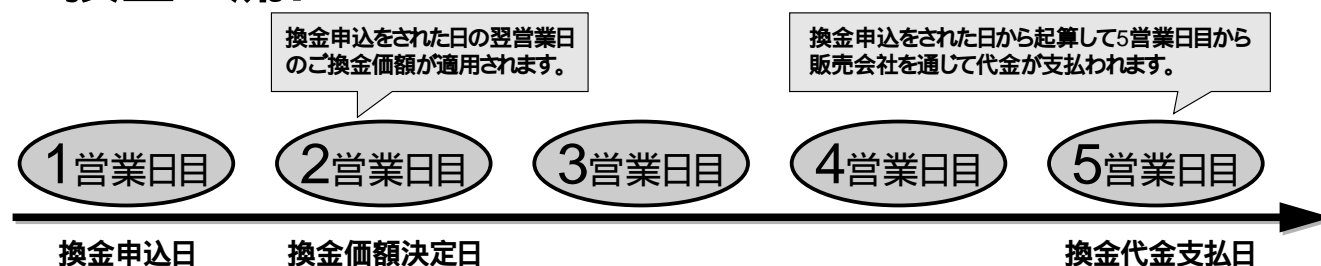 換金申込をされた日の翌営業日
のご換金価額が適用されます。
換金申込をされた日から起算して5営業日目から
販売会社を通じて代金が支払われます。
1営業日目
2営業日目
3営業日目
4営業日目
5営業日目
換金申込日
換金価額決定日
換金代金支払日